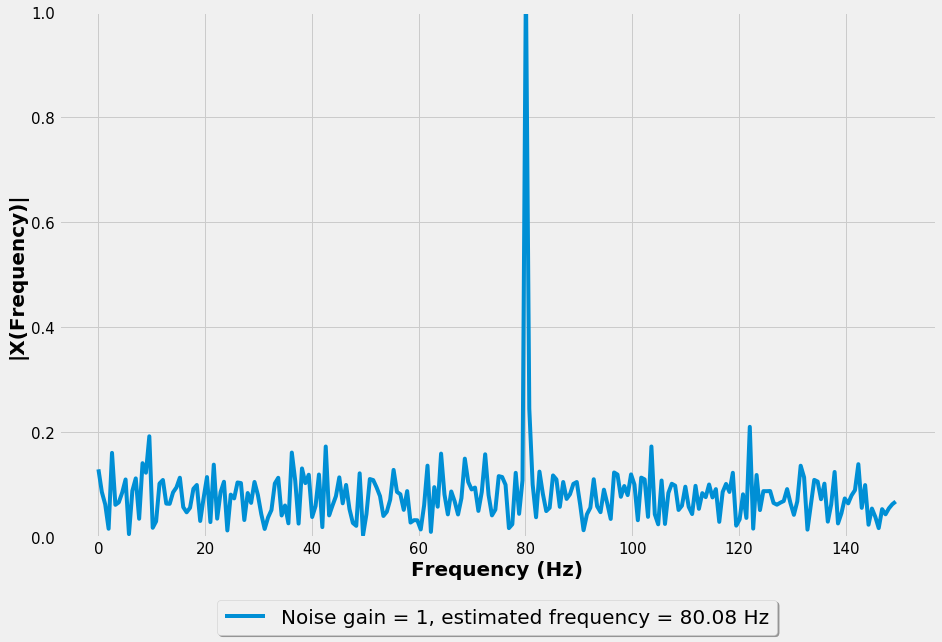 1.0
0.8
0.6
0.4
0.2
0.0
|X(Frequency)|
0 20 40 60 80 100 120 140
Frequency (Hz)
Noise gain = 1, estimated frequency = 80.08 Hz